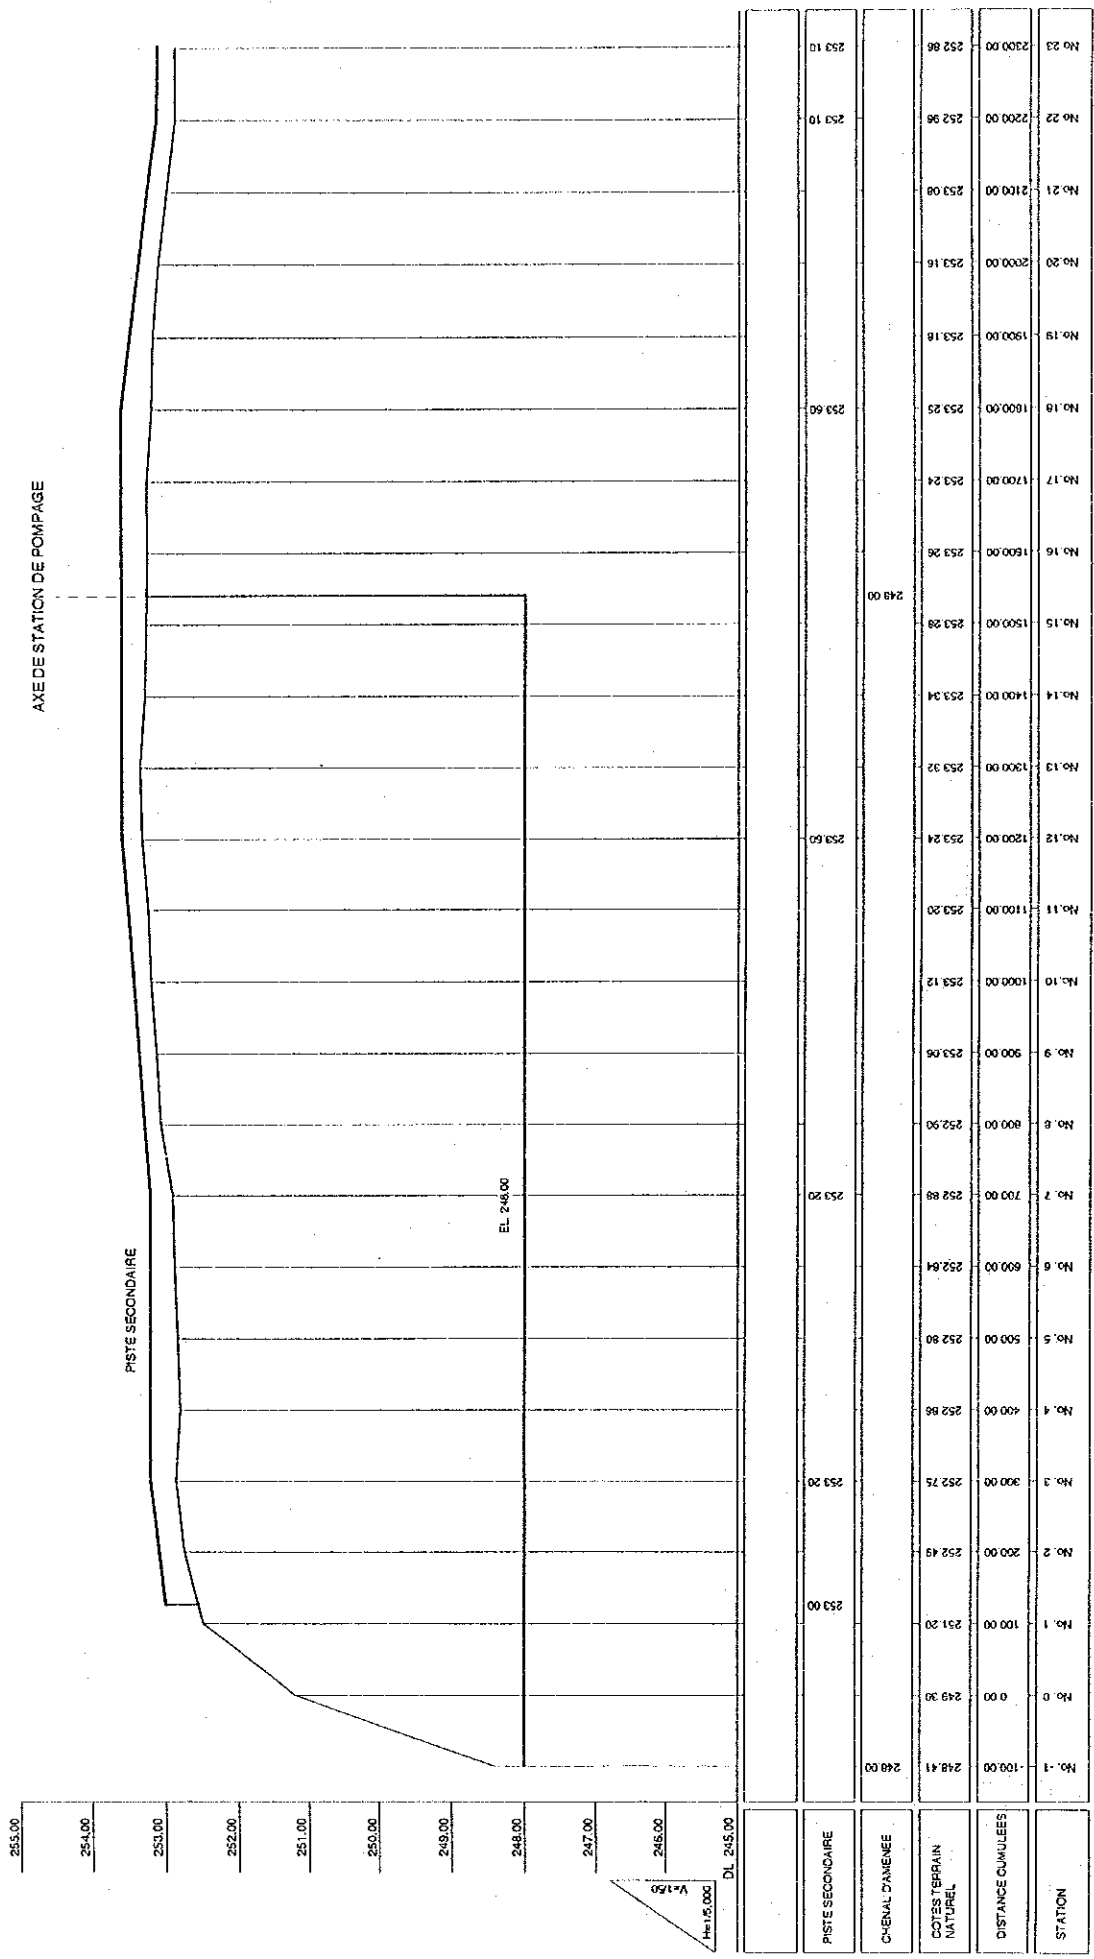 AXE DE STATION DE POMPAGE
PISTE SECONDAIRE
EL. 248.00
255.00
254.00
253.00
252.00
251.00
250.00
249.00
248.00
247.00
246.00
DL 245.00
V=1/50
H=1/5,000
PISTE SECONDAIRE
253.00 253.20 253.20 253.60 253.60 253.10 253.10
CHENAL D'AMENEE
248.00 248.00
COTES TERRAIN
NATUREL
248.41 249.30 251.20 252.49 252.75 252.86 252.80 252.84 252.88 252.90 253.06 253.12 253.20 253.24 253.32 253.34 253.28 253.26 253.24 253.25 253.18 253.16 253.08 252.96 252.86
DISTANCE CUMULEES
-100.00 0.00 100.00 200.00 300.00 400.00 500.00 600.00 700.00 800.00 900.00 1000.00 1100.00 1200.00 1300.00 1400.00 1500.00 1600.00 1700.00 1800.00 1900.00 2000.00 2100.00 2200.00 2300.00
STATION
No. -1 No. 0 No. 1 No. 2 No. 3 No. 4 No. 5 No. 6 No. 7 No. 8 No. 9 No. 10 No. 11 No. 12 No. 13 No. 14 No. 15 No. 16 No. 17 No. 18 No. 19 No. 20 No. 21 No. 22 No. 23